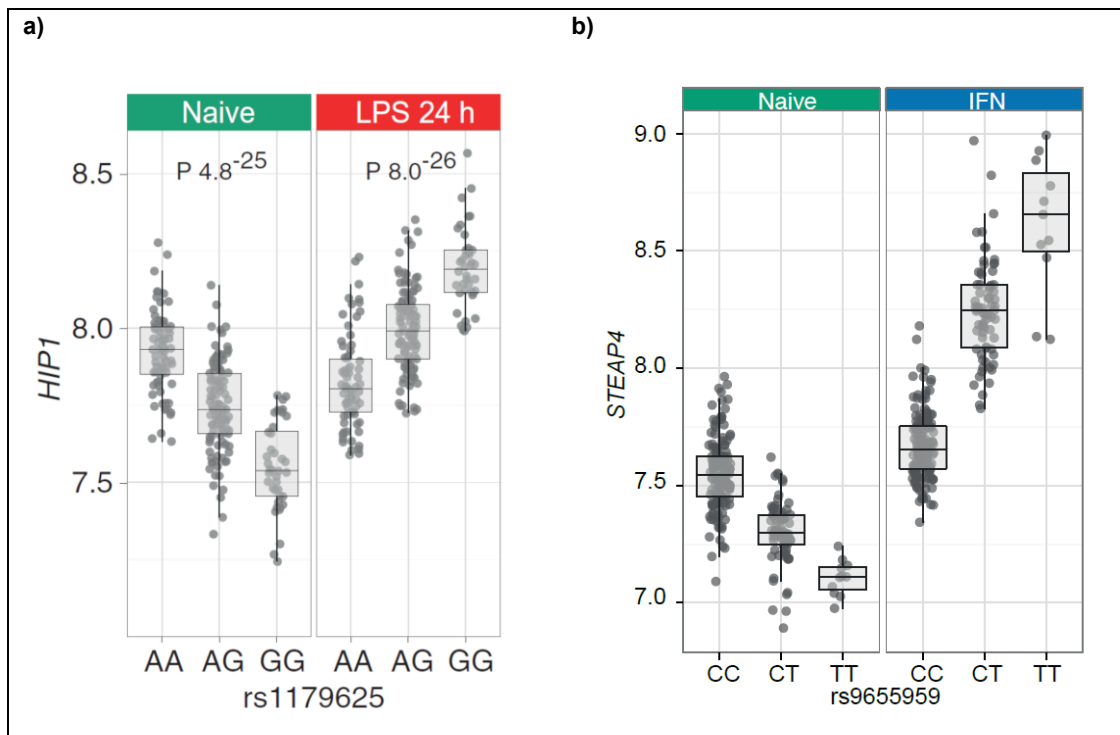 a)
Naive LPS 24 h
P 4.8-25 P 8.0-26
HIP1
8.5
8.0
7.5
AA AG GG AA AG GG
rs1179625
b)
Naive IFN
STEAP4
9.0
8.5
8.0
7.5
7.0
CC CT TT CC CT TT
rs9655959